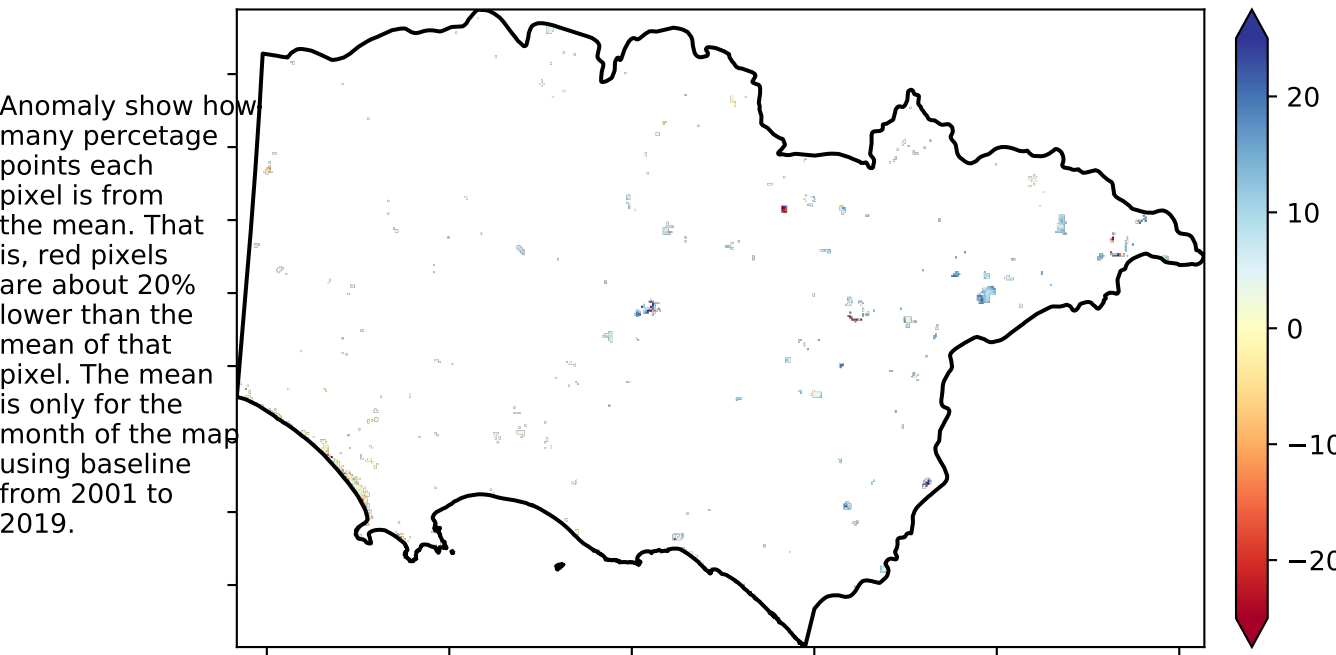 Anomaly show how
many percetage
points each
pixel is from
the mean. That
is, red pixels
are about 20%
lower than the
mean of that
pixel. The mean
is only for the
month of the map
using baseline
from 2001 to
2019.
20
10
0
−10
−20